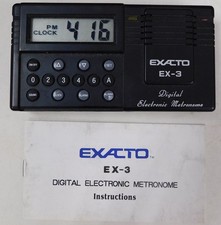 PM
CLOCK 4 16
EXACTO
EX-3
Digital
Electronic Metronome
EXACTO
EX-3
DIGITAL ELECTRONIC METRONOME
Instructions